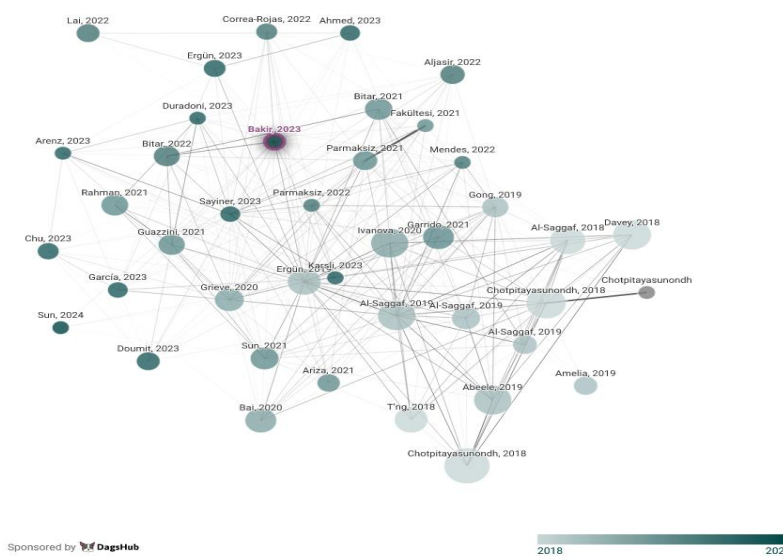 Lai, 2022
Correa-Rojas, 2022
Ahmed, 2023
Ergün, 2023
Aljasir, 2022
Bitar, 2021
Duradoni, 2023
Fakültesi, 2021
Bakir, 2023
Arenz, 2023
Bitar, 2022
Parmaksiz, 2021
Mendes, 2022
Rahman, 2021
Sayiner, 2023
Parmaksiz, 2022
Gong, 2019
Chu, 2023
Guazzini, 2021
Ivanova, 2020
Garrido, 2021
Al-Saggaf, 2018
Davey, 2018
García, 2023
Grieve, 2020
Ergün, 2019
Karsli, 2023
Chotpitayasunondh, 2018
Chotpitayasunondh
Al-Saggaf, 2019
Al-Saggaf, 2019
Sun, 2024
Al-Saggaf, 2019
Doumit, 2023
Sun, 2021
Ariza, 2021
Amelia, 2019
Abeele, 2019
Bai, 2020
T'ng, 2018
Chotpitayasunondh, 2018
Sponsored by DagsHub
2018